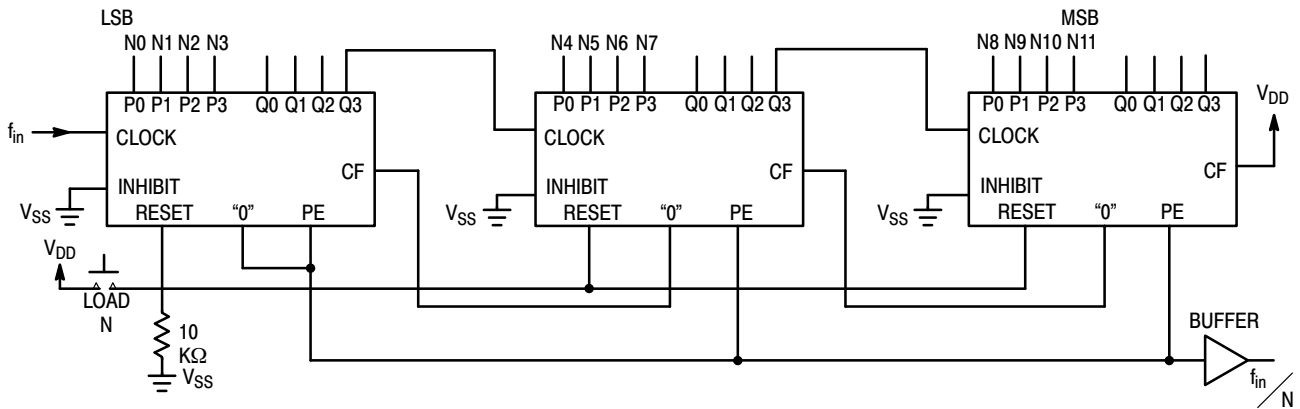 LSB
MSB
N0 N1 N2 N3
N4 N5 N6 N7
N8 N9 N10 N11
P0 P1 P2 P3 Q0 Q1 Q2 Q3
P0 P1 P2 P3 Q0 Q1 Q2 Q3
P0 P1 P2 P3 Q0 Q1 Q2 Q3
VDD
fin
CLOCK
CLOCK
CLOCK
CF
CF
CF
INHIBIT
INHIBIT
INHIBIT
VSS
VSS
VSS
RESET "0" PE
RESET "0" PE
RESET "0" PE
VDD
LOAD
N
10
KΩ
VSS
BUFFER
fin/N